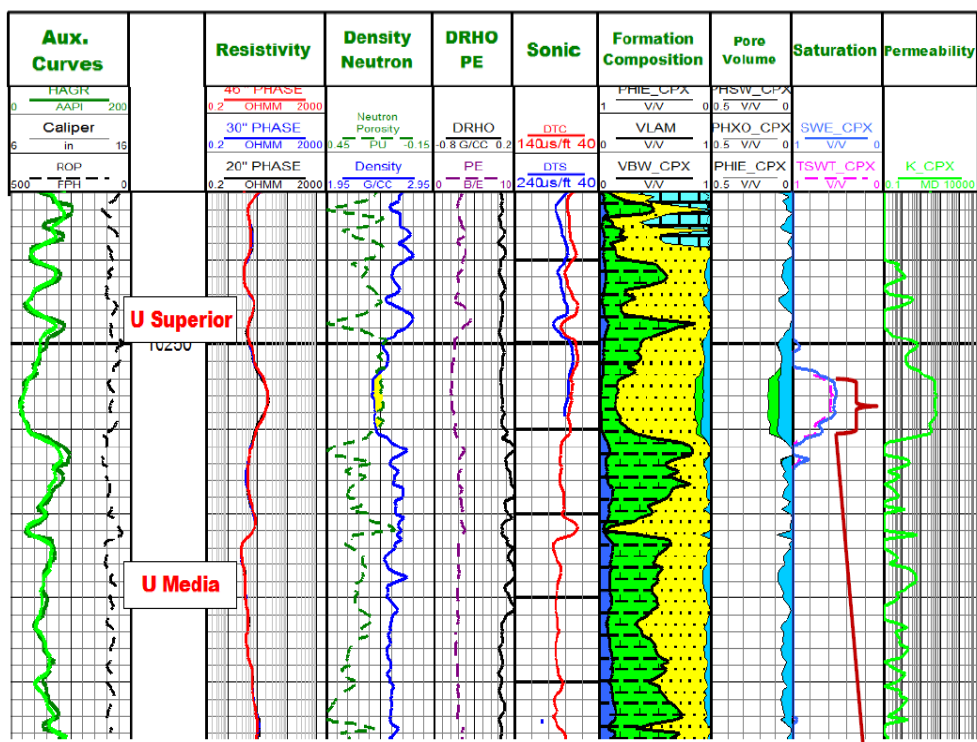 Aux.
Curves
Resistivity
Density
Neutron
DRHO
PE
Sonic
Formation
Composition
Pore
Volume
Saturation
Permeability
HAGR
0 AAPI 200
Caliper
6 in 16
ROP
500 FPH 0
46" PHASE
0.2 OHMM 2000
30" PHASE
0.2 OHMM 2000
20" PHASE
0.2 OHMM 2000
Neutron
Porosity
0.45 PU -0.15
Density
1.95 G/CC 2.95
DRHO
-0.8 G/CC 0.2
PE
0 B/E 10
DTC
140us/ft 40
DTS
240us/ft 40
PHIE_CPX
1 V/V 0
VLAM
0 V/V 1
VBW_CPX
0 V/V 1
PHSW_CPX
0.5 V/V 0
PHXO_CPX
0.5 V/V 0
PHIE_CPX
0.5 V/V 0
SWE_CPX
1 V/V 0
TSWT_CPX
1 V/V 0
K_CPX
0.1 MD 10000
U Superior
10250
U Media